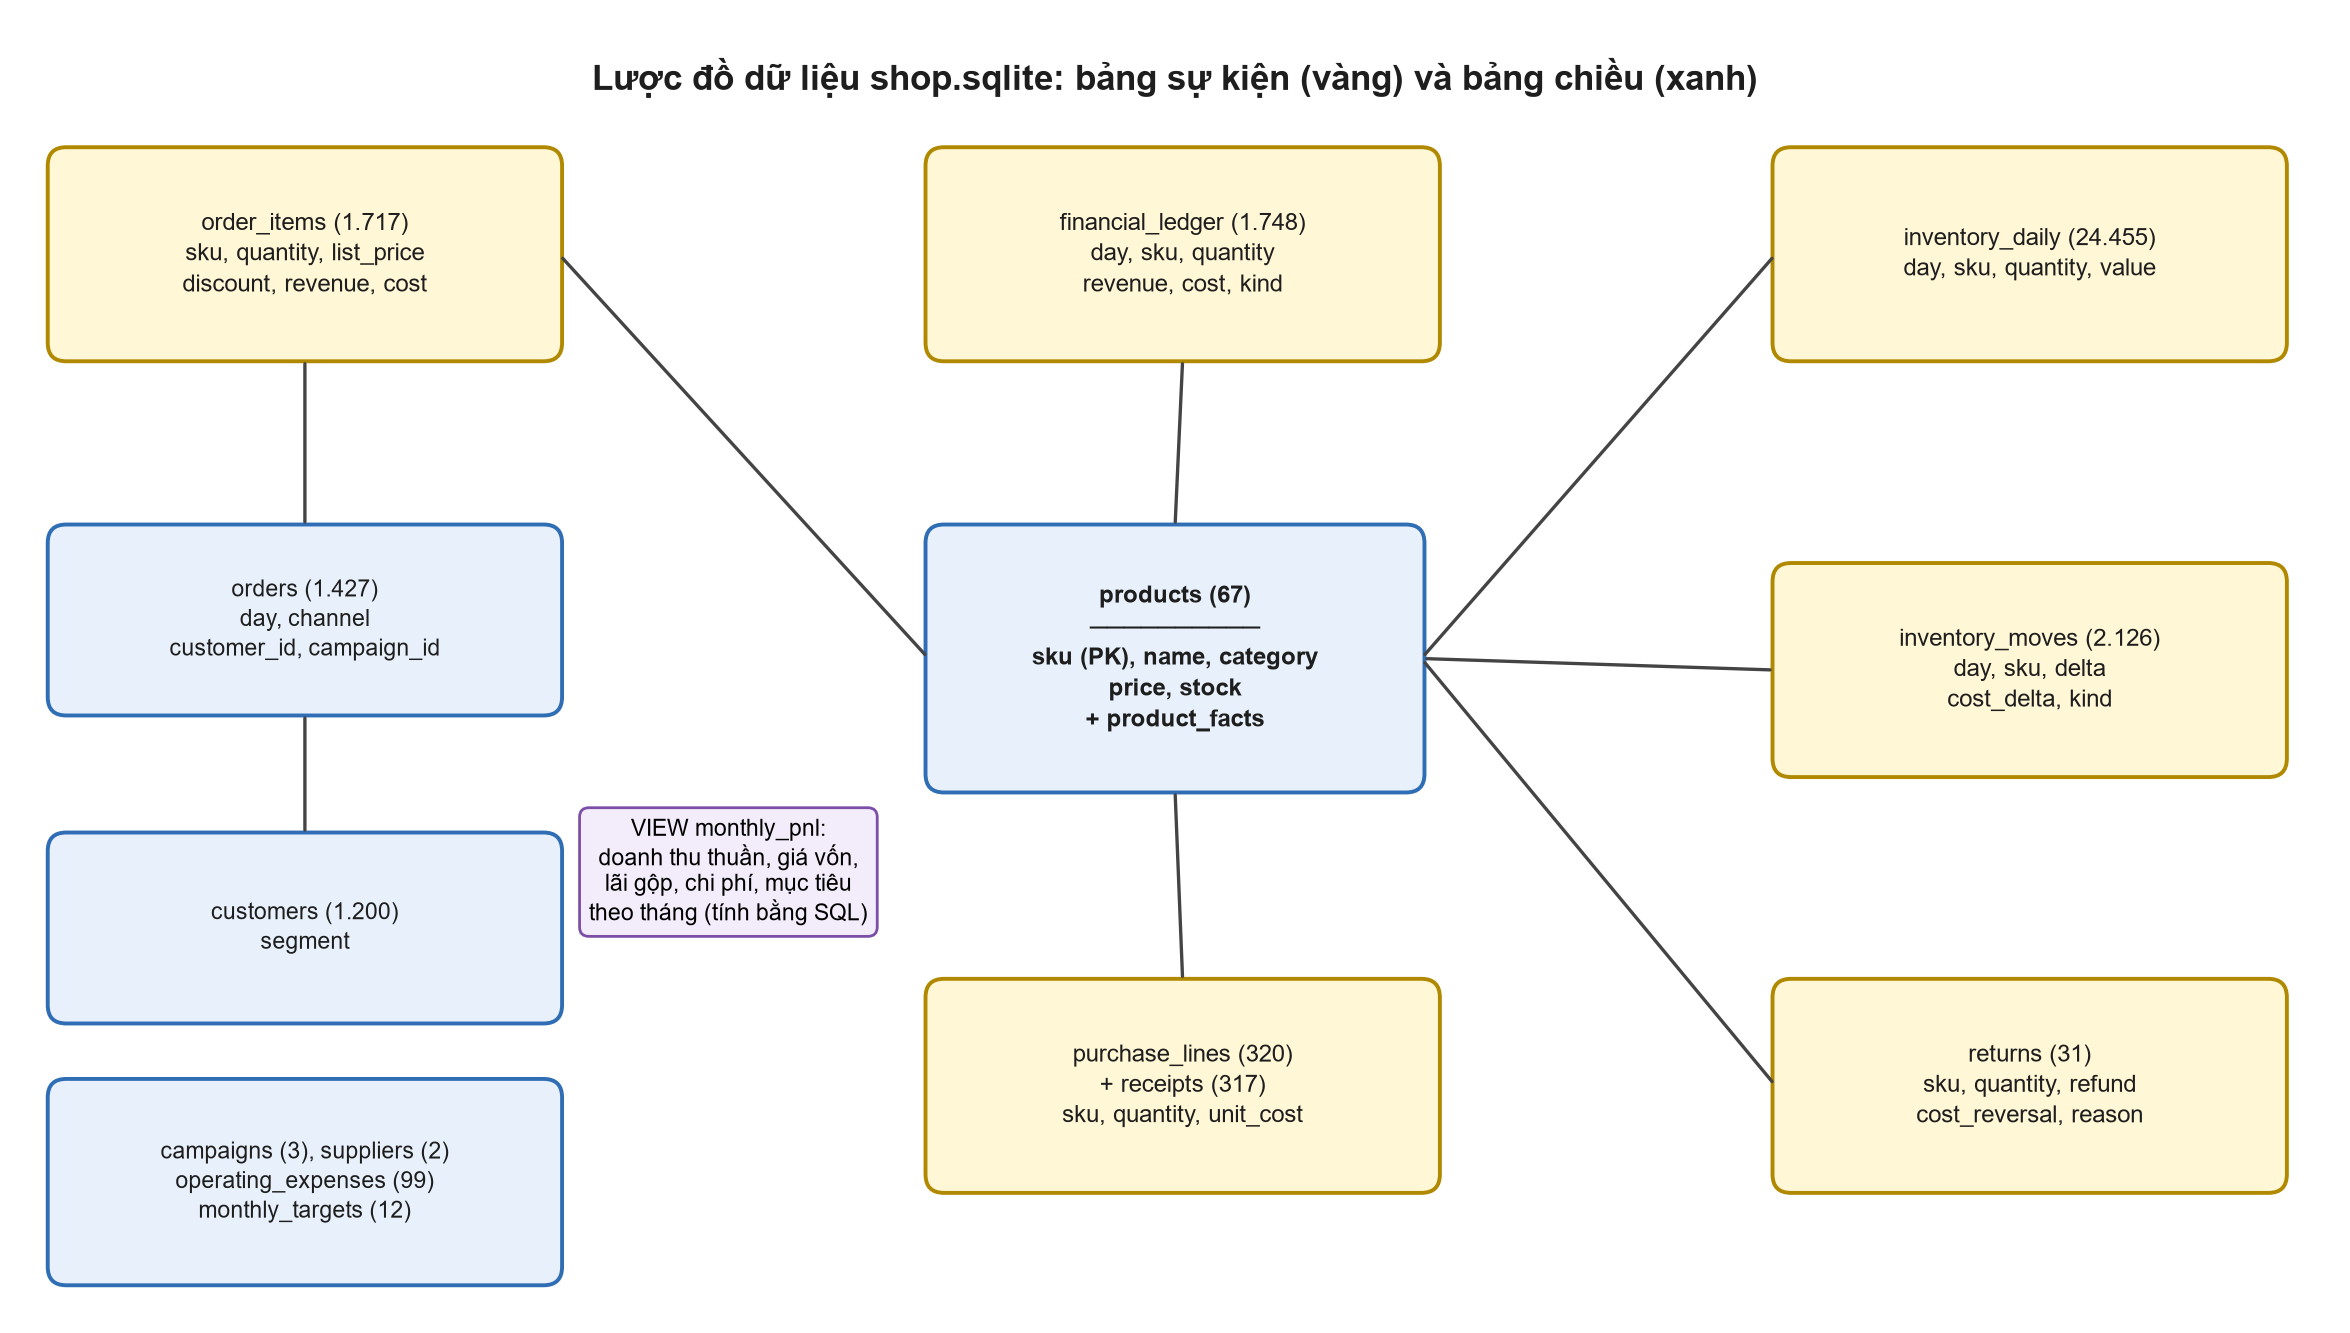 Lược đồ dữ liệu shop.sqlite: bảng sự kiện (vàng) và bảng chiều (xanh)
order_items (1.717)
sku, quantity, list_price
discount, revenue, cost
financial_ledger (1.748)
day, sku, quantity
revenue, cost, kind
inventory_daily (24.455)
day, sku, quantity, value
orders (1.427)
day, channel
customer_id, campaign_id
products (67)
sku (PK), name, category
price, stock
+ product_facts
inventory_moves (2.126)
day, sku, delta
cost_delta, kind
VIEW monthly_pnl:
doanh thu thuần, giá vốn,
lãi gộp, chi phí, mục tiêu
theo tháng (tính bằng SQL)
customers (1.200)
segment
purchase_lines (320)
+ receipts (317)
sku, quantity, unit_cost
returns (31)
sku, quantity, refund
cost_reversal, reason
campaigns (3), suppliers (2)
operating_expenses (99)
monthly_targets (12)